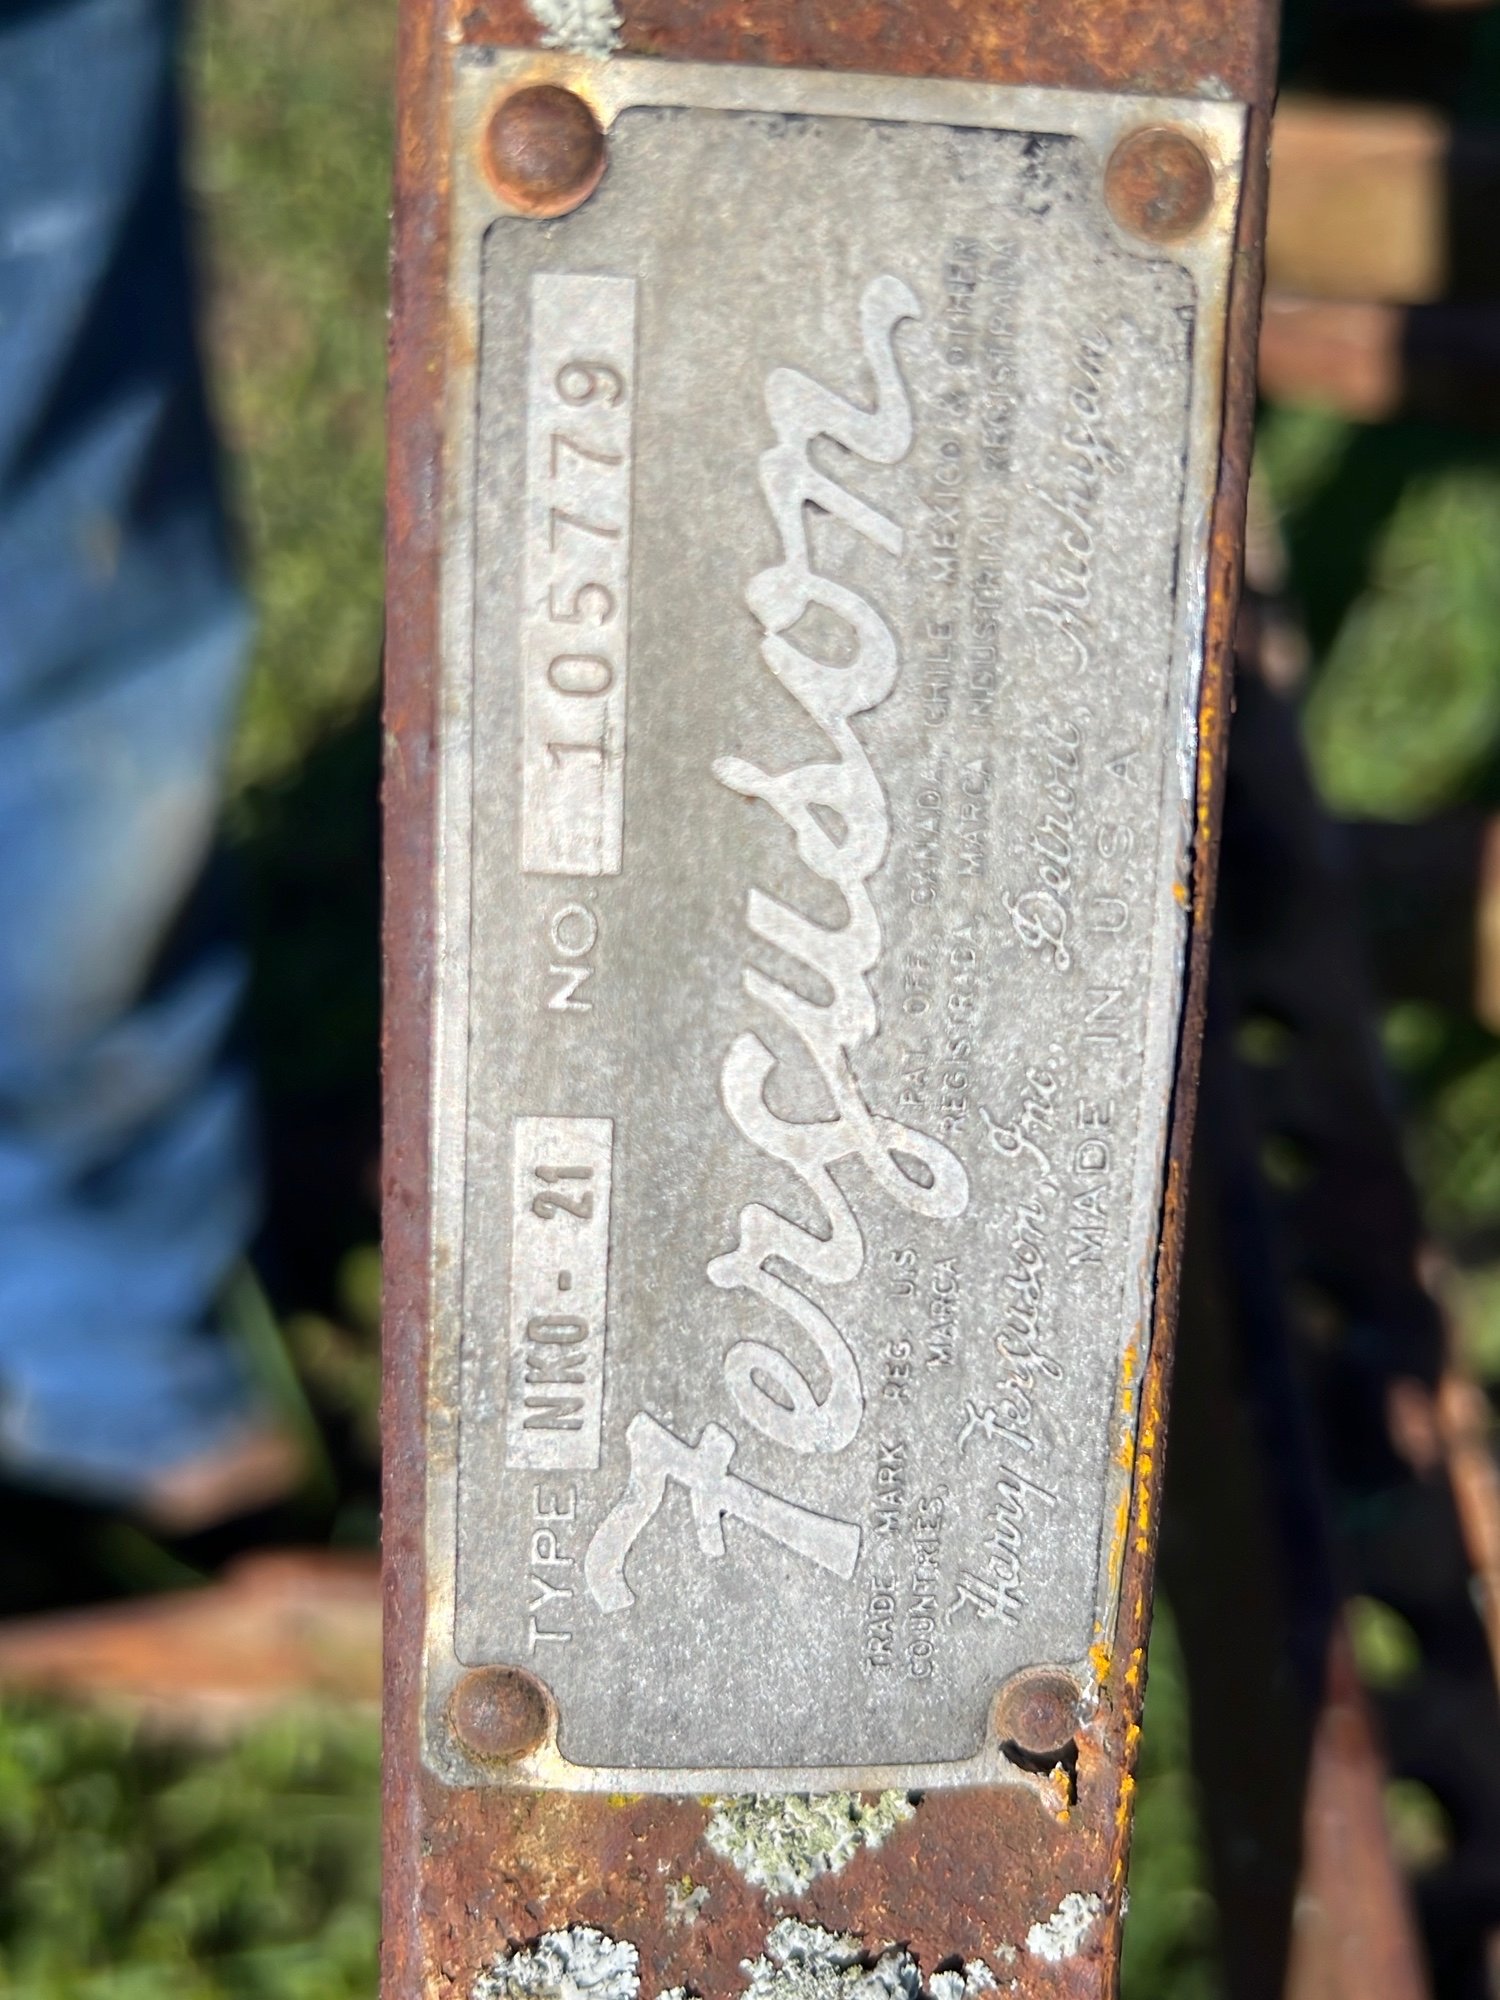 TYPE NKO-21 NO. 10579
Ferguson
TRADE MARK REG U.S. PAT. OFF. CANADA, CHILE MEXICO & OTHER
COUNTRIES, MARCA REGISTRADA MARCA INDUSTRIAL REGISTRADA
Harry Ferguson, Inc., Detroit, Michigan
MADE IN U.S.A